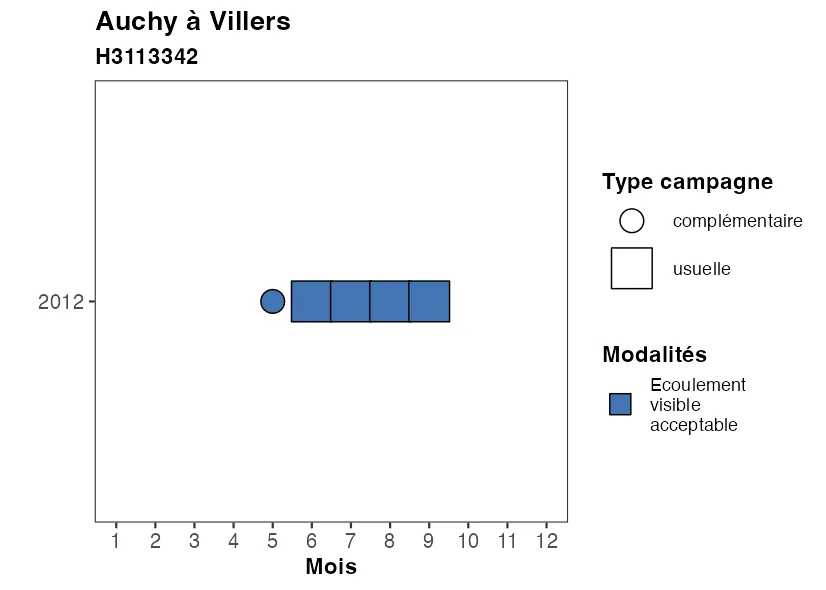 Auchy à Villers
H3113342
2012
1 2 3 4 5 6 7 8 9 10 11 12
Mois
Type campagne
complémentaire
usuelle
Modalités
Ecoulement
visible
acceptable